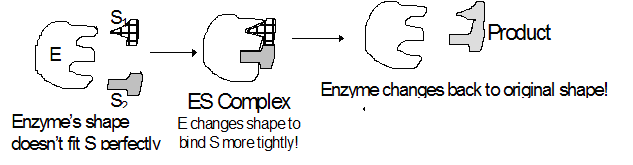 S1
E
S2
Product
ES Complex
Enzyme changes back to original shape!
Enzyme's shape
doesn't fit S perfectly
E changes shape to
bind S more tightly!